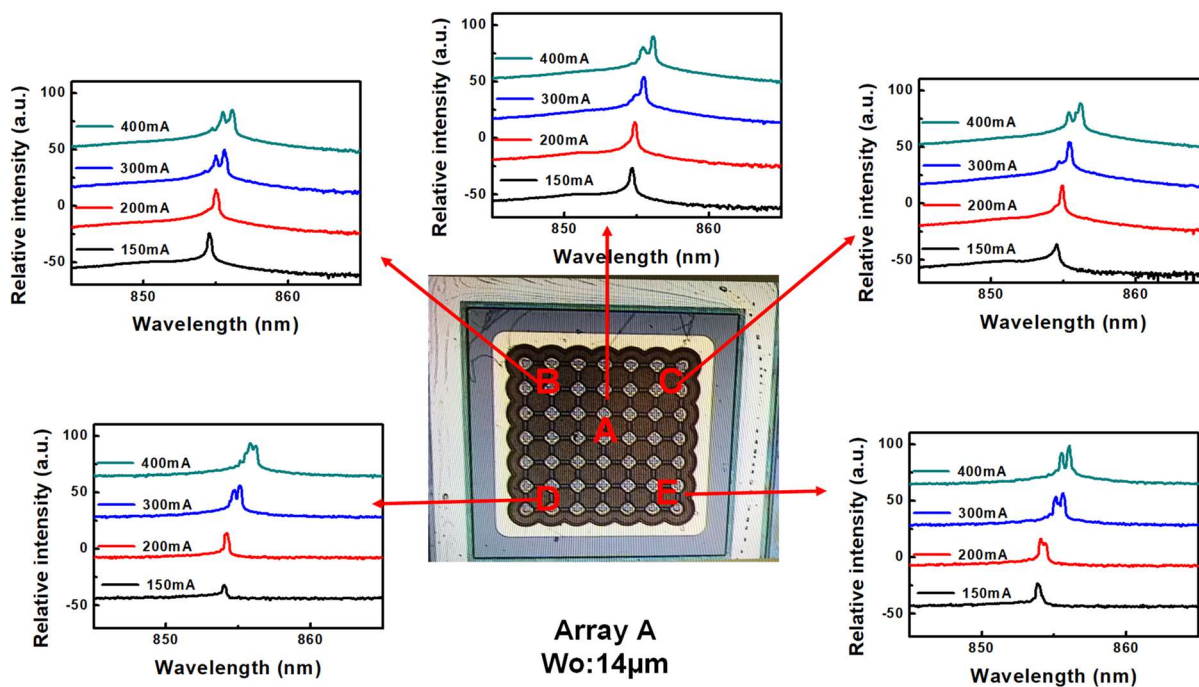 Relative intensity (a.u.)
100
50
0
-50
400mA
300mA
200mA
150mA
850
860
Wavelength (nm)
Relative intensity (a.u.)
100
50
0
-50
400mA
300mA
200mA
150mA
850
860
Wavelength (nm)
Relative intensity (a.u.)
100
50
0
-50
400mA
300mA
200mA
150mA
850
860
Wavelength (nm)
B
C
A
D
E
Relative intensity (a.u.)
100
50
0
-50
400mA
300mA
200mA
150mA
850
860
Wavelength (nm)
Relative intensity (a.u.)
100
50
0
-50
400mA
300mA
200mA
150mA
850
860
Wavelength (nm)
Array A
Wo:14μm